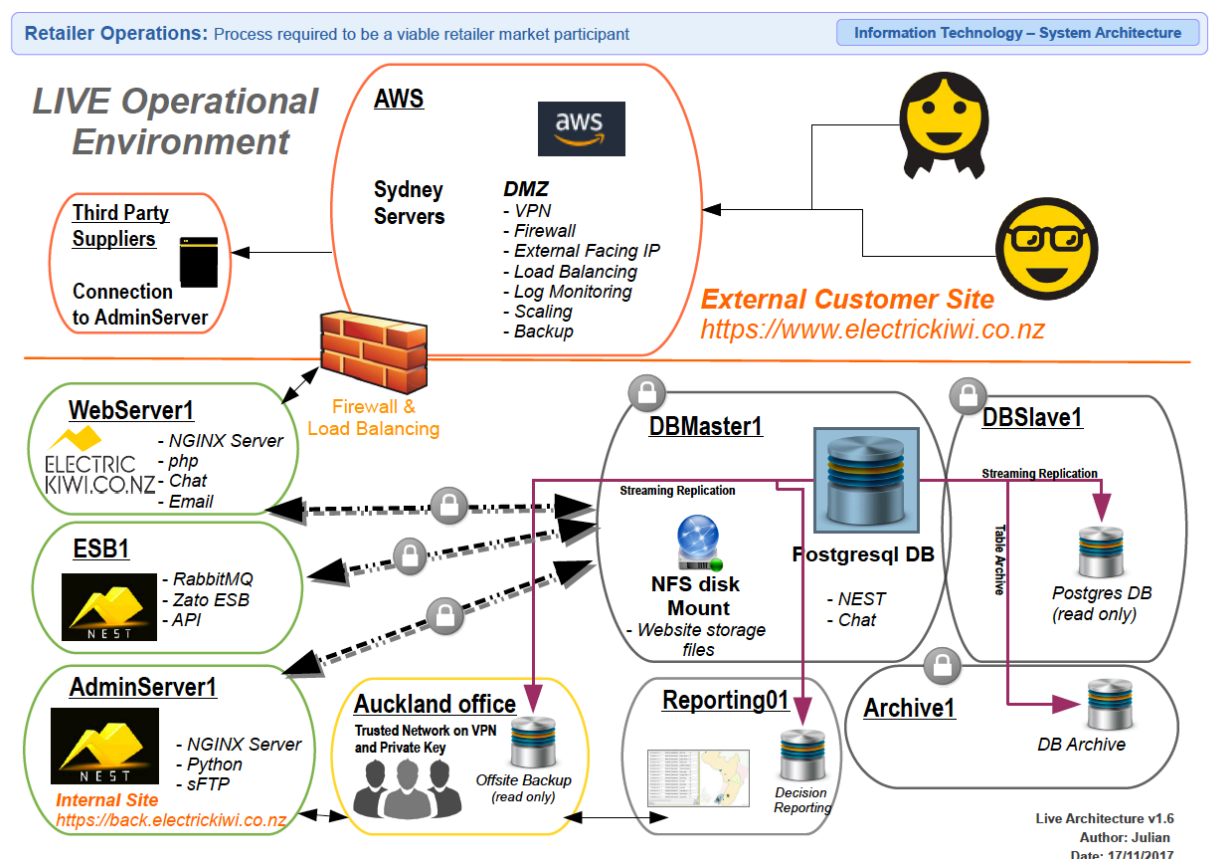 Retailer Operations: Process required to be a viable retailer market participant
Information Technology – System Architecture
LIVE Operational
Environment
AWS
aws
Sydney
Servers
DMZ
- VPN
- Firewall
- External Facing IP
- Load Balancing
- Log Monitoring
- Scaling
- Backup
Third Party
Suppliers
Connection
to AdminServer
External Customer Site
https://www.electrickiwi.co.nz
Firewall &
Load Balancing
WebServer1
ELECTRIC
KIWI.CO.NZ
- NGINX Server
- php
- Chat
- Email
ESB1
NEST
- RabbitMQ
- Zato ESB
- API
AdminServer1
NEST
- NGINX Server
- Python
- sFTP
Internal Site
https://back.electrickiwi.co.nz
DBMaster1
Streaming Replication
Postgresql DB
- NEST
- Chat
NFS disk
Mount
- Website storage
files
DBSlave1
Streaming Replication
Table Archive
Postgres DB
(read only)
Auckland office
Trusted Network on VPN
and Private Key
Offsite Backup
(read only)
Reporting01
Decision
Reporting
Archive1
DB Archive
Live Architecture v1.6
Author: Julian
Date: 17/11/2017